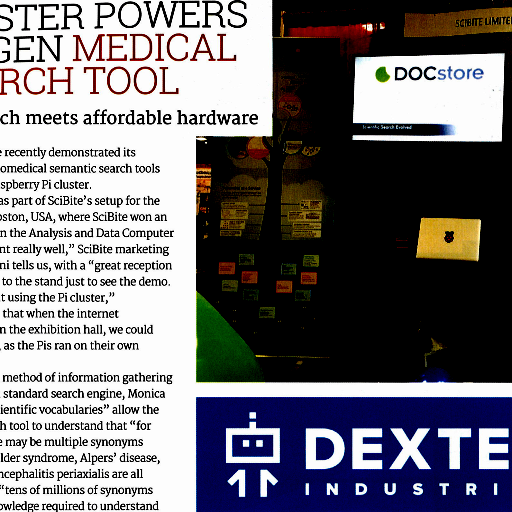 STER POWERS
GEN MEDICAL
RCH TOOL
ch meets affordable hardware
e recently demonstrated its
omedical semantic search tools
spberry Pi cluster.
as part of SciBite's setup for the
oston, USA, where SciBite won an
n the Analysis and Data Computer
nt really well," SciBite marketing
ni tells us, with a "great reception
to the stand just to see the demo.
t using the Pi cluster,"
that when the internet
n the exhibition hall, we could
, as the Pis ran on their own
method of information gathering
standard search engine, Monica
ientific vocabularies" allow the
h tool to understand that "for
e may be multiple synonyms
lder syndrome, Alpers' disease,
ncephalitis periaxialis are all
"tens of millions of synonyms
owledge required to understand
SCIBITE LIMITE
DOCstore
Scientific Search Evolved
DEXTE
INDUSTRI